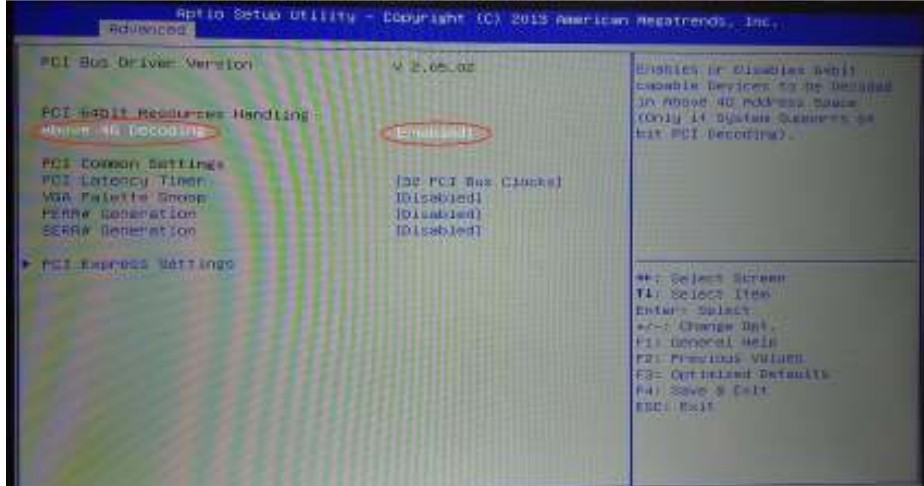 Aptio Setup Utility - Copyright (C) 2013 American Megatrends, Inc.
Advanced
PCI Bus Driver Version V 2.05.02
PCI 64bit Resources Handling
Above 4G Decoding [Enabled]
PCI Common Settings
PCI Latency Timer [32 PCI Bus Clocks]
VGA Palette Snoop [Disabled]
PERR# Generation [Disabled]
SERR# Generation [Disabled]
PCI Express Settings
Enables or Disables 64bit
capable Devices to be Decoded
in Above 4G Address Space
(Only if System Supports 64
bit PCI Decoding).
: Select Screen
↑↓: Select Item
Enter: Select
+/-: Change Opt.
F1: General Help
F2: Previous Values
F3: Optimized Defaults
F4: Save & Exit
ESC: Exit